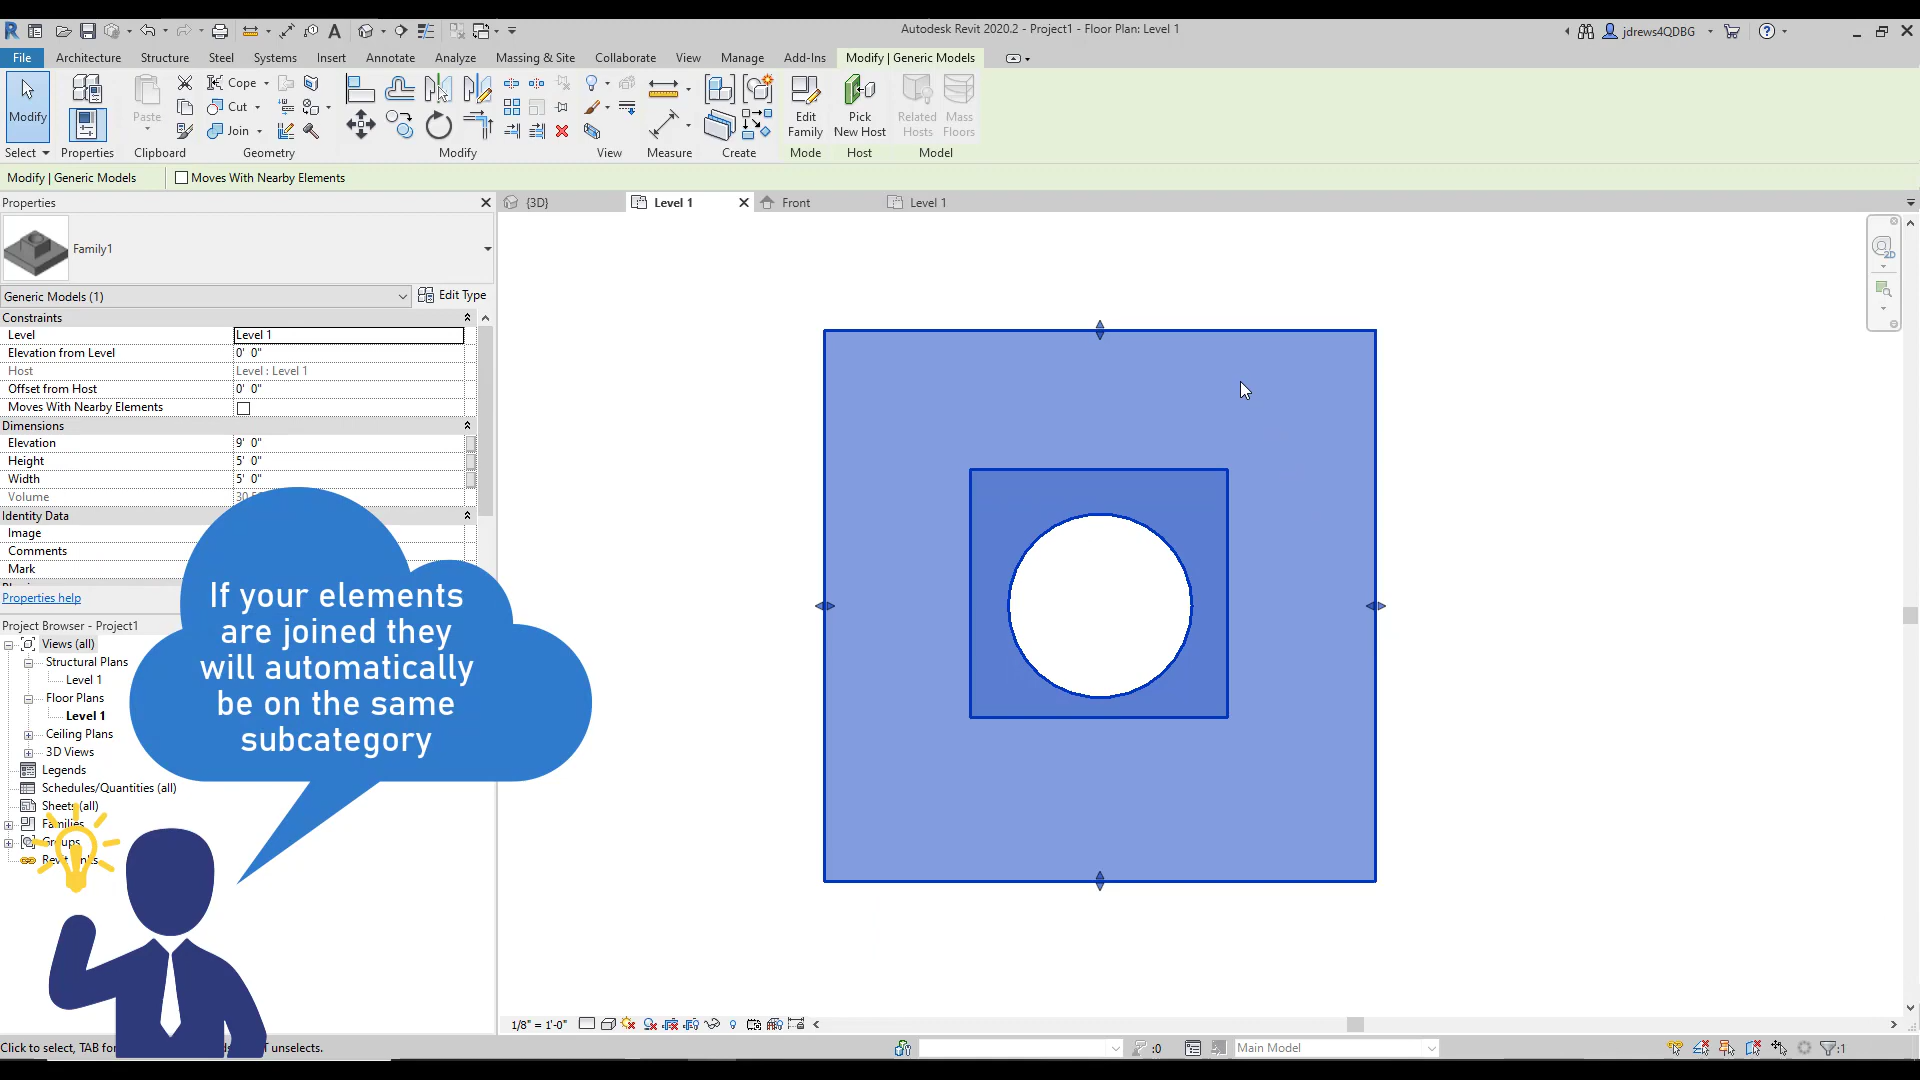 Autodesk Revit 2020.2 - Project1 - Floor Plan: Level 1
jdrews4QDBG
File Architecture Structure Steel Systems Insert Annotate Analyze Massing & Site Collaborate View Manage Add-Ins Modify | Generic Models
Modify
Paste
Cope
Cut
Join
Edit Family
Pick New Host
Related Hosts
Mass Floors
Select Properties Clipboard Geometry Modify View Measure Create Mode Host Model
Modify | Generic Models Moves With Nearby Elements
Properties
{3D} Level 1 Front Level 1
Family1
Generic Models (1) Edit Type
Constraints
Level Level 1
Elevation from Level 0' 0"
Host Level : Level 1
Offset from Host 0' 0"
Moves With Nearby Elements
Dimensions
Elevation 9' 0"
Height 5' 0"
Width 5' 0"
Volume
Identity Data
Image
Comments
Mark
Properties help
Project Browser - Project1
Views (all)
Structural Plans
Level 1
Floor Plans
Level 1
Ceiling Plans
3D Views
Legends
Schedules/Quantities (all)
Sheets (all)
Families
Groups
If your elements
are joined they
will automatically
be on the same
subcategory
2D
1/8" = 1'-0"
Click to select, TAB for unselects.
:0
Main Model
:1